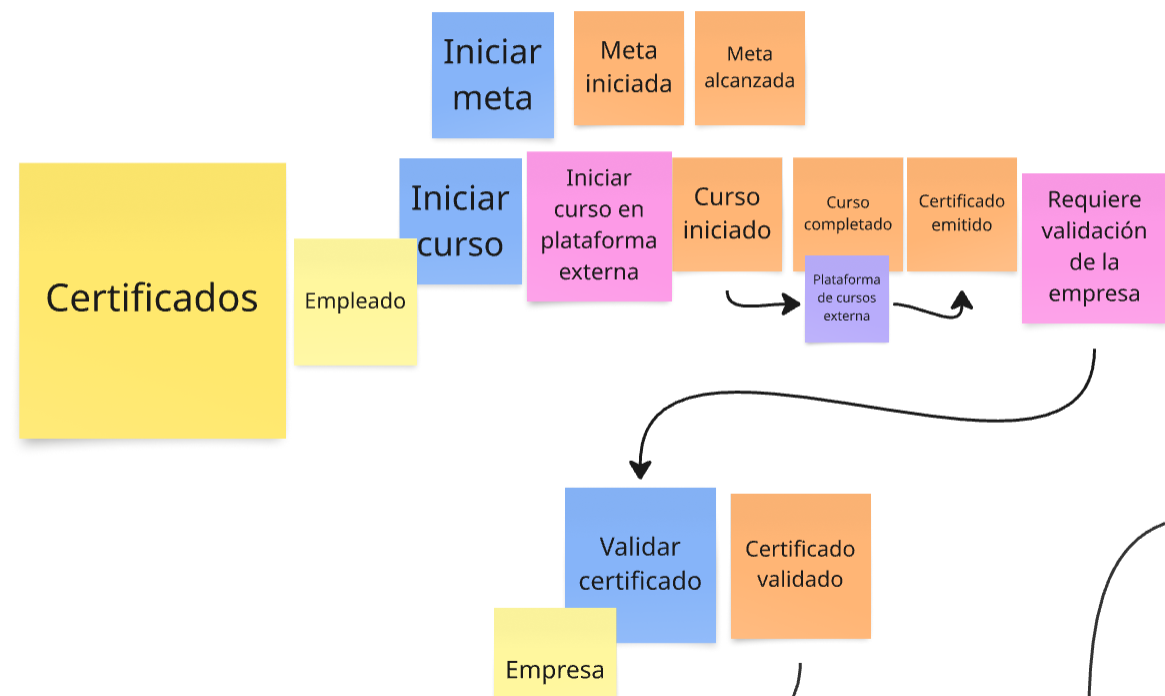 Iniciar
meta
Meta
iniciada
Meta
alcanzada
Certificados
Empleado
Iniciar
curso
Iniciar
curso en
plataforma
externa
Curso
iniciado
Curso
completado
Plataforma
de cursos
externa
Certificado
emitido
Requiere
validación
de la
empresa
Validar
certificado
Empresa
Certificado
validado